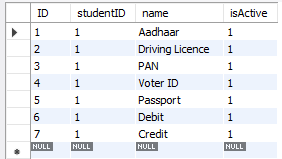 ID studentID name isActive
1 1 Aadhaar 1
2 1 Driving Licence 1
3 1 PAN 1
4 1 Voter ID 1
5 1 Passport 1
6 1 Debit 1
7 1 Credit 1
NULL NULL NULL NULL